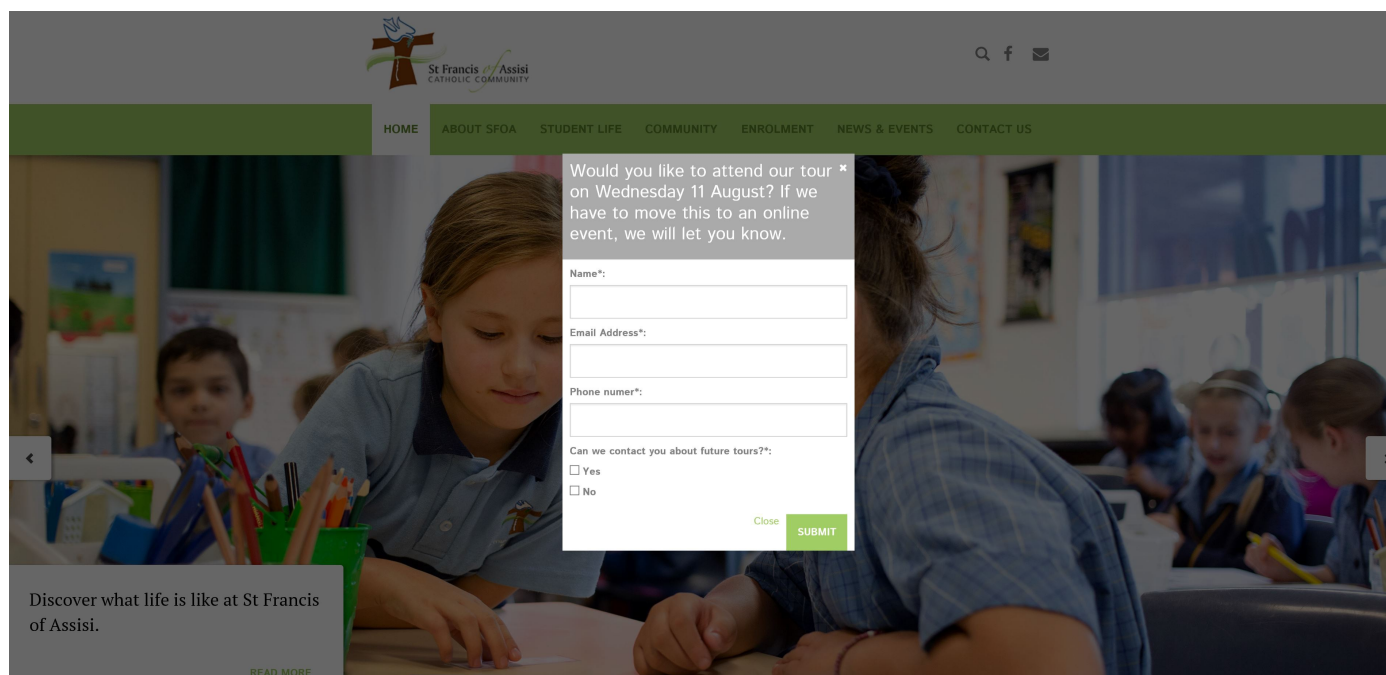 St Francis of Assisi
CATHOLIC COMMUNITY
HOME ABOUT SFOA STUDENT LIFE COMMUNITY ENROLMENT NEWS & EVENTS CONTACT US
Would you like to attend our tour
on Wednesday 11 August? If we
have to move this to an online
event, we will let you know.
Name*:
Email Address*:
Phone numer*:
Can we contact you about future tours?*:
Yes
No
Close
SUBMIT
Discover what life is like at St Francis
of Assisi.
READ MORE